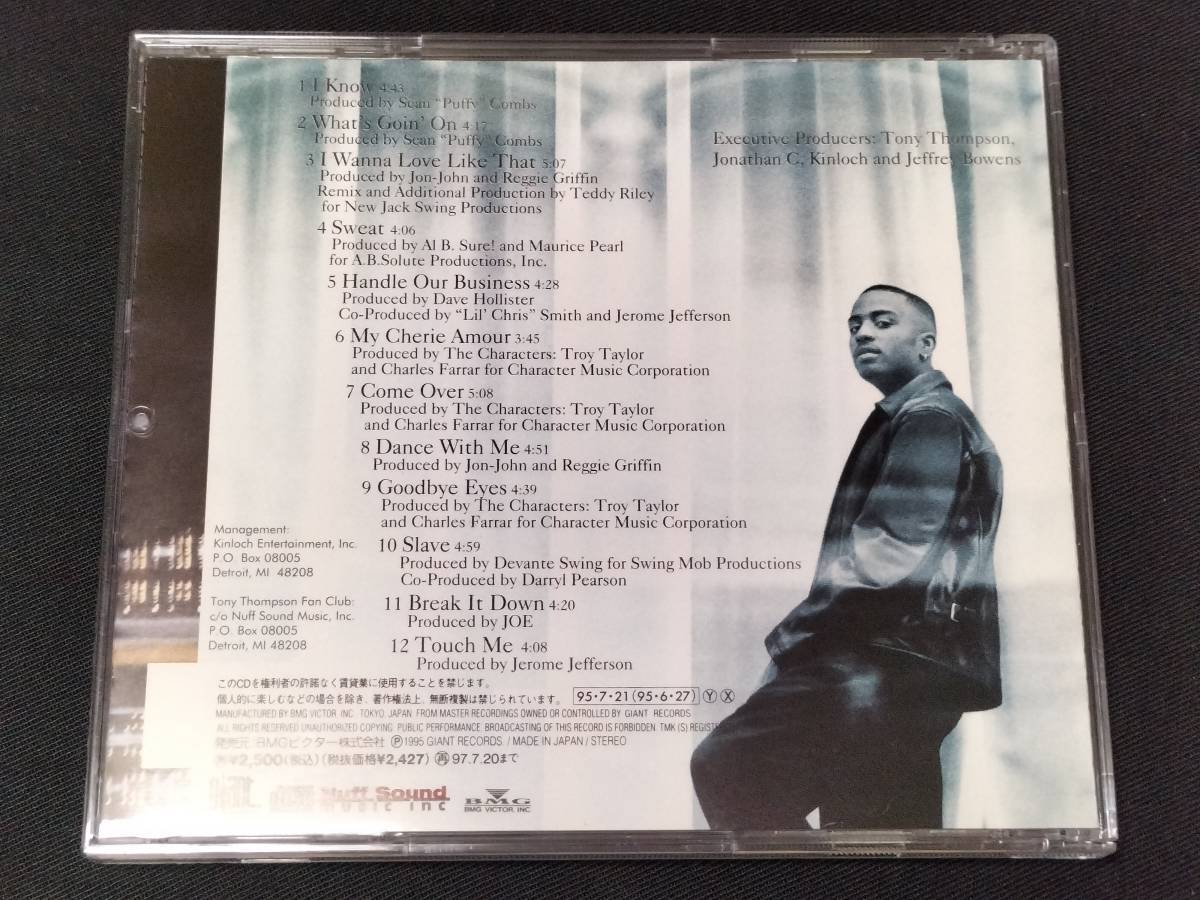 1 I Know 4:43
Produced by Sean "Puffy" Combs
2 What's Goin' On 4:17
Produced by Sean "Puffy" Combs
3 I Wanna Love Like That 5:07
Produced by Jon-John and Reggie Griffin
Remix and Additional Production by Teddy Riley
for New Jack Swing Productions
4 Sweat 4:06
Produced by Al B. Sure! and Maurice Pearl
for A.B.Solute Productions, Inc.
5 Handle Our Business 4:28
Produced by Dave Hollister
Co-Produced by "Lil' Chris" Smith and Jerome Jefferson
6 My Cherie Amour 3:45
Produced by The Characters: Troy Taylor
and Charles Farrar for Character Music Corporation
7 Come Over 5:08
Produced by The Characters: Troy Taylor
and Charles Farrar for Character Music Corporation
8 Dance With Me 4:51
Produced by Jon-John and Reggie Griffin
9 Goodbye Eyes 4:39
Produced by The Characters: Troy Taylor
and Charles Farrar for Character Music Corporation
10 Slave 4:59
Produced by Devante Swing for Swing Mob Productions
Co-Produced by Darryl Pearson
11 Break It Down 4:20
Produced by JOE
12 Touch Me 4:08
Produced by Jerome Jefferson
Executive Producers: Tony Thompson,
Jonathan C. Kinloch and Jeffrey Bowens
Management:
Kinloch Entertainment, Inc.
P.O. Box 08005
Detroit, MI 48208
Tony Thompson Fan Club:
c/o Nuff Sound Music, Inc.
P.O. Box 08005
Detroit, MI 48208
このCDを権利者の許諾なく賃貸業に使用することを禁じます。
個人的に楽しむなどの場合を除き、著作権法上、無断複製は禁じられています。 95・7・21(95・6・27) Ⓨ Ⓧ
MANUFACTURED BY BMG VICTOR INC. TOKYO, JAPAN. FROM MASTER RECORDINGS OWNED OR CONTROLLED BY GIANT RECORDS
ALL RIGHTS RESERVED UNAUTHORIZED COPYING PUBLIC PERFORMANCE BROADCASTING OF THIS RECORD IS FORBIDDEN TMK (S)
発売元 BMGビクター株式会社 Ⓟ1995 GIANT RECORDS / MADE IN JAPAN / STEREO
¥2,500(税込)(税抜価格¥2,427) 再 97.7.20まで
Nuff Sound
Music inc
BMG
BMG VICTOR, INC.